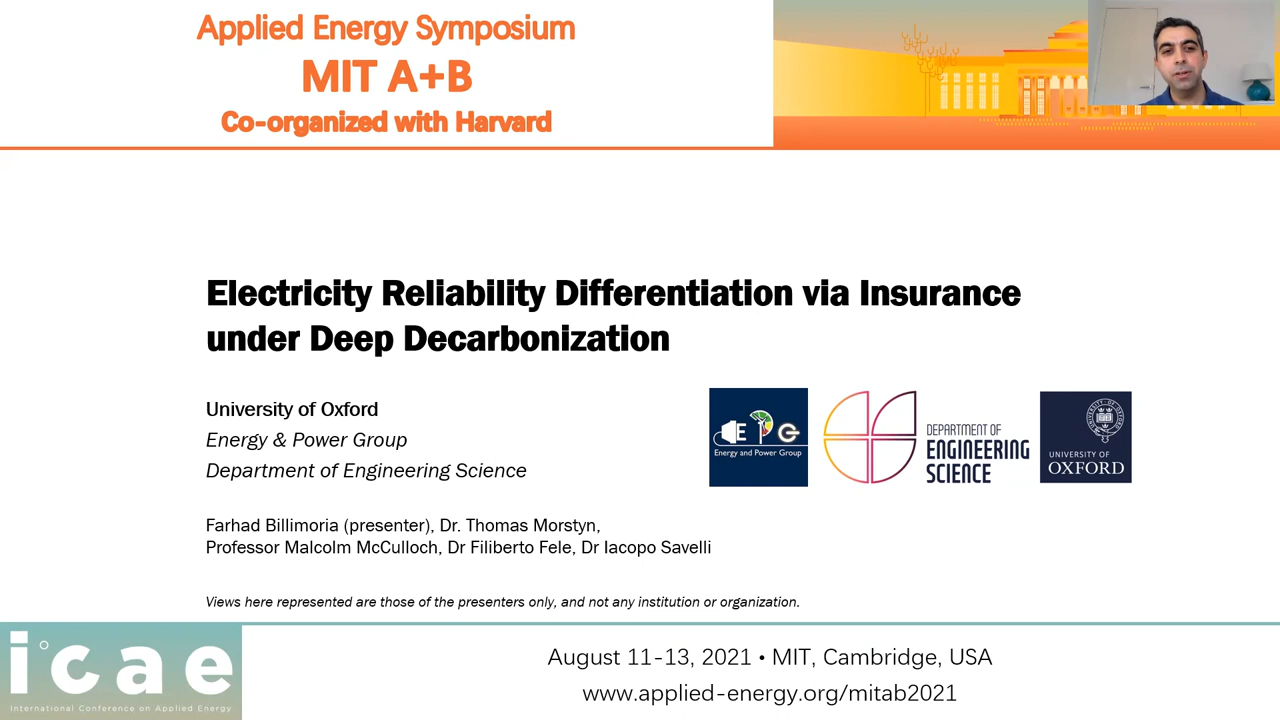 Applied Energy Symposium
MIT A+B
Co-organized with Harvard
Electricity Reliability Differentiation via Insurance
under Deep Decarbonization
University of Oxford
Energy & Power Group
Department of Engineering Science
EPG
Energy and Power Group
DEPARTMENT OF
ENGINEERING
SCIENCE
UNIVERSITY OF
OXFORD
Farhad Billimoria (presenter), Dr. Thomas Morstyn,
Professor Malcolm McCulloch, Dr Filiberto Fele, Dr Iacopo Savelli
Views here represented are those of the presenters only, and not any institution or organization.
i°cae
International Conference on Applied Energy
August 11-13, 2021 • MIT, Cambridge, USA
www.applied-energy.org/mitab2021